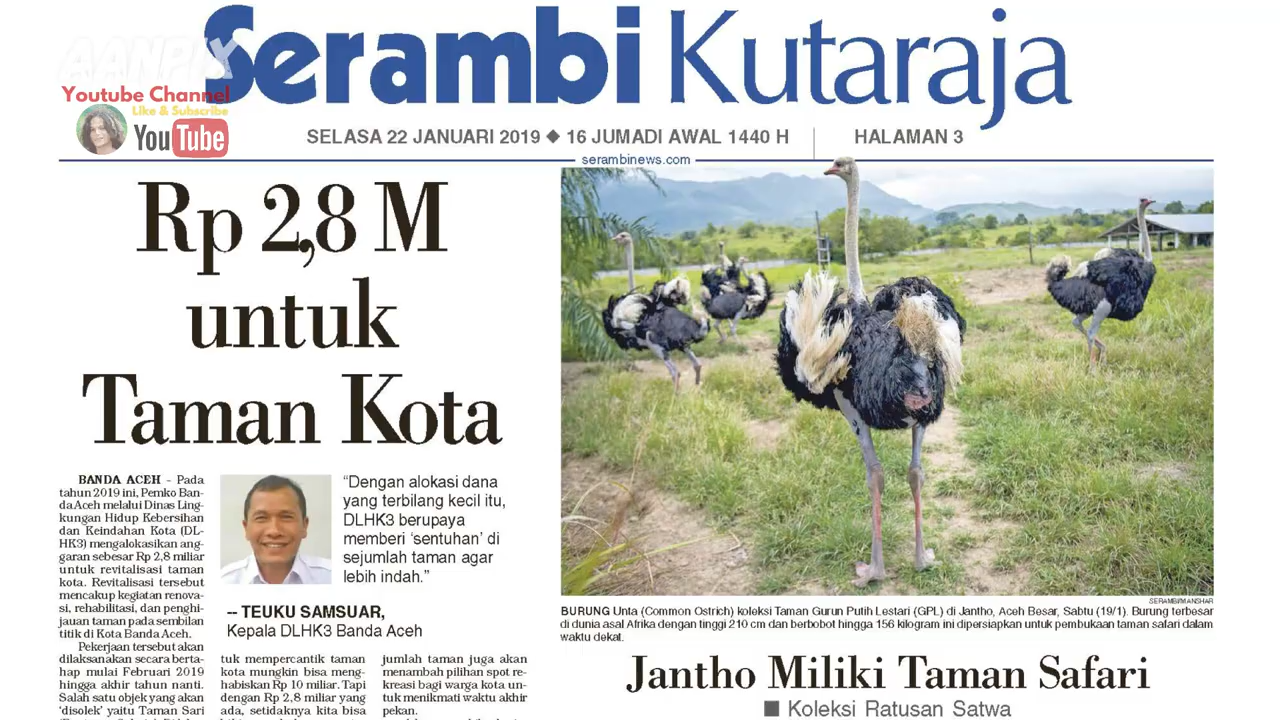 AANPIX
Youtube Channel
Like & Subscribe
YouTube
Serambi Kutaraja
SELASA 22 JANUARI 2019 ◆ 16 JUMADI AWAL 1440 H
HALAMAN 3
serambinews.com
Rp 2,8 M
untuk
Taman Kota
BANDA ACEH – Pada
tahun 2019 ini, Pemko Ban-
da Aceh melalui Dinas Ling-
kungan Hidup Kebersihan
dan Keindahan Kota (DL-
HK3) mengalokasikan ang-
garan sebesar Rp 2,8 miliar
untuk revitalisasi taman
kota. Revitalisasi tersebut
mencakup kegiatan renova-
si, rehabilitasi, dan penghi-
jauan taman pada sembilan
titik di Kota Banda Aceh.
Pekerjaan tersebut akan
dilaksanakan secara berta-
hap mulai Februari 2019
hingga akhir tahun nanti.
Salah satu objek yang akan
‘disolek’ yaitu Taman Sari
“Dengan alokasi dana
yang terbilang kecil itu,
DLHK3 berupaya
memberi ‘sentuhan’ di
sejumlah taman agar
lebih indah.”
-- TEUKU SAMSUAR,
Kepala DLHK3 Banda Aceh
tuk mempercantik taman
kota mungkin bisa meng-
habiskan Rp 10 miliar. Tapi
dengan Rp 2,8 miliar yang
ada, setidaknya kita bisa
jumlah taman juga akan
menambah pilihan spot re-
kreasi bagi warga kota un-
tuk menikmati waktu akhir
pekan.
SERAMBI/MANSHAR
BURUNG Unta (Common Ostrich) koleksi Taman Gurun Putih Lestari (GPL) di Jantho, Aceh Besar, Sabtu (19/1). Burung terbesar
di dunia asal Afrika dengan tinggi 210 cm dan berbobot hingga 156 kilogram ini dipersiapkan untuk pembukaan taman safari dalam
waktu dekat.
Jantho Miliki Taman Safari
■ Koleksi Ratusan Satwa